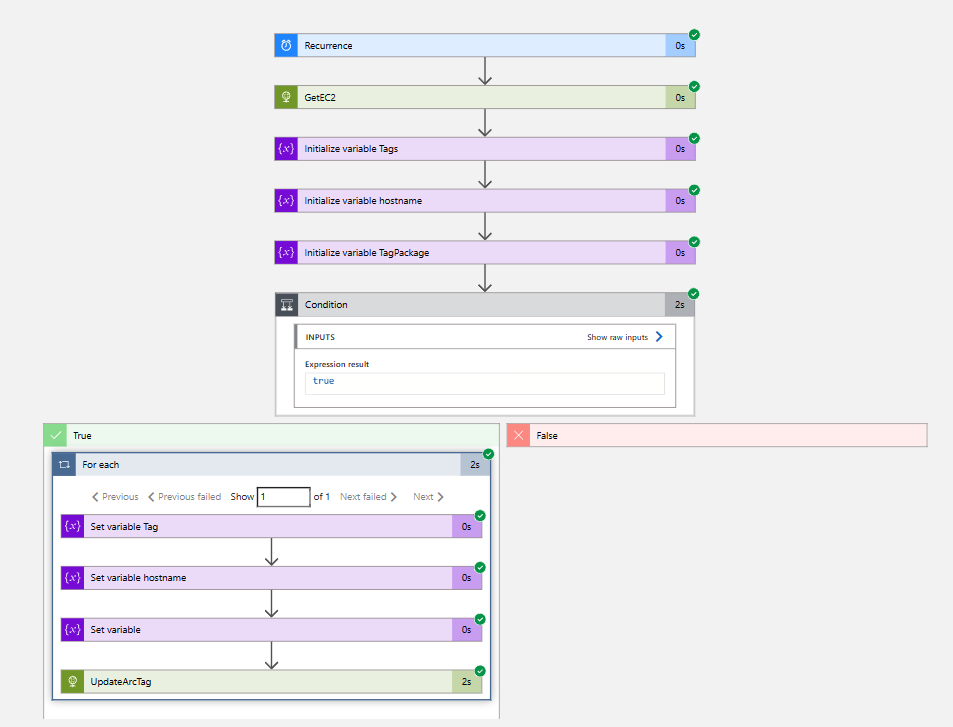 Recurrence 0s
GetEC2 0s
{x} Initialize variable Tags 0s
{x} Initialize variable hostname 0s
{x} Initialize variable TagPackage 0s
Condition 2s
INPUTS Show raw inputs
Expression result
true
True
False
For each 2s
Previous Previous failed Show 1 of 1 Next failed Next
{x} Set variable Tag 0s
{x} Set variable hostname 0s
{x} Set variable 0s
UpdateArcTag 2s